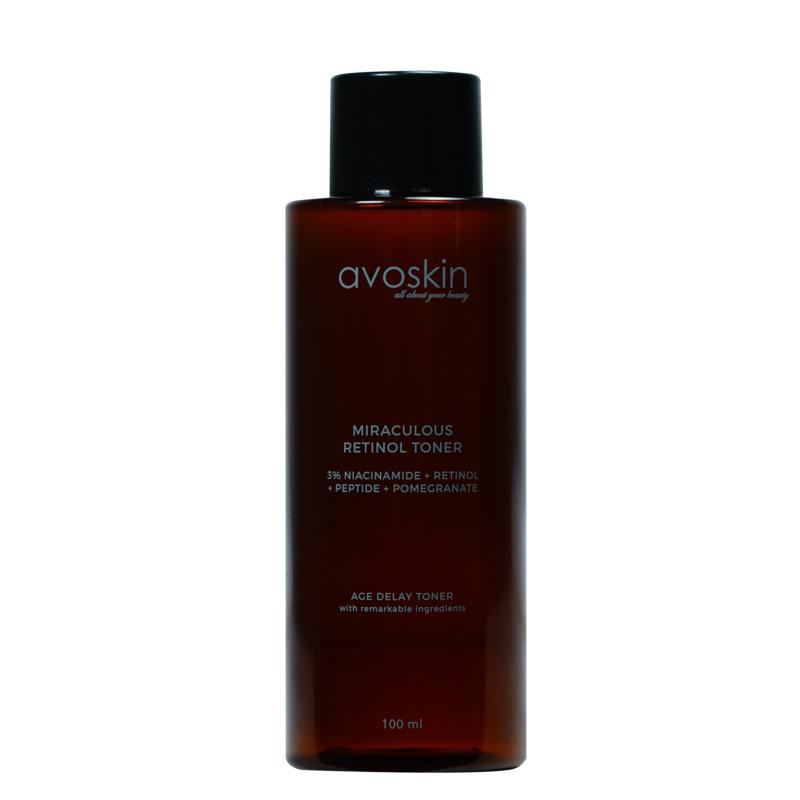 avoskin
all about your beauty
MIRACULOUS
RETINOL TONER
3% NIACINAMIDE + RETINOL
+ PEPTIDE + POMEGRANATE
AGE DELAY TONER
with remarkable ingredients
100 ml